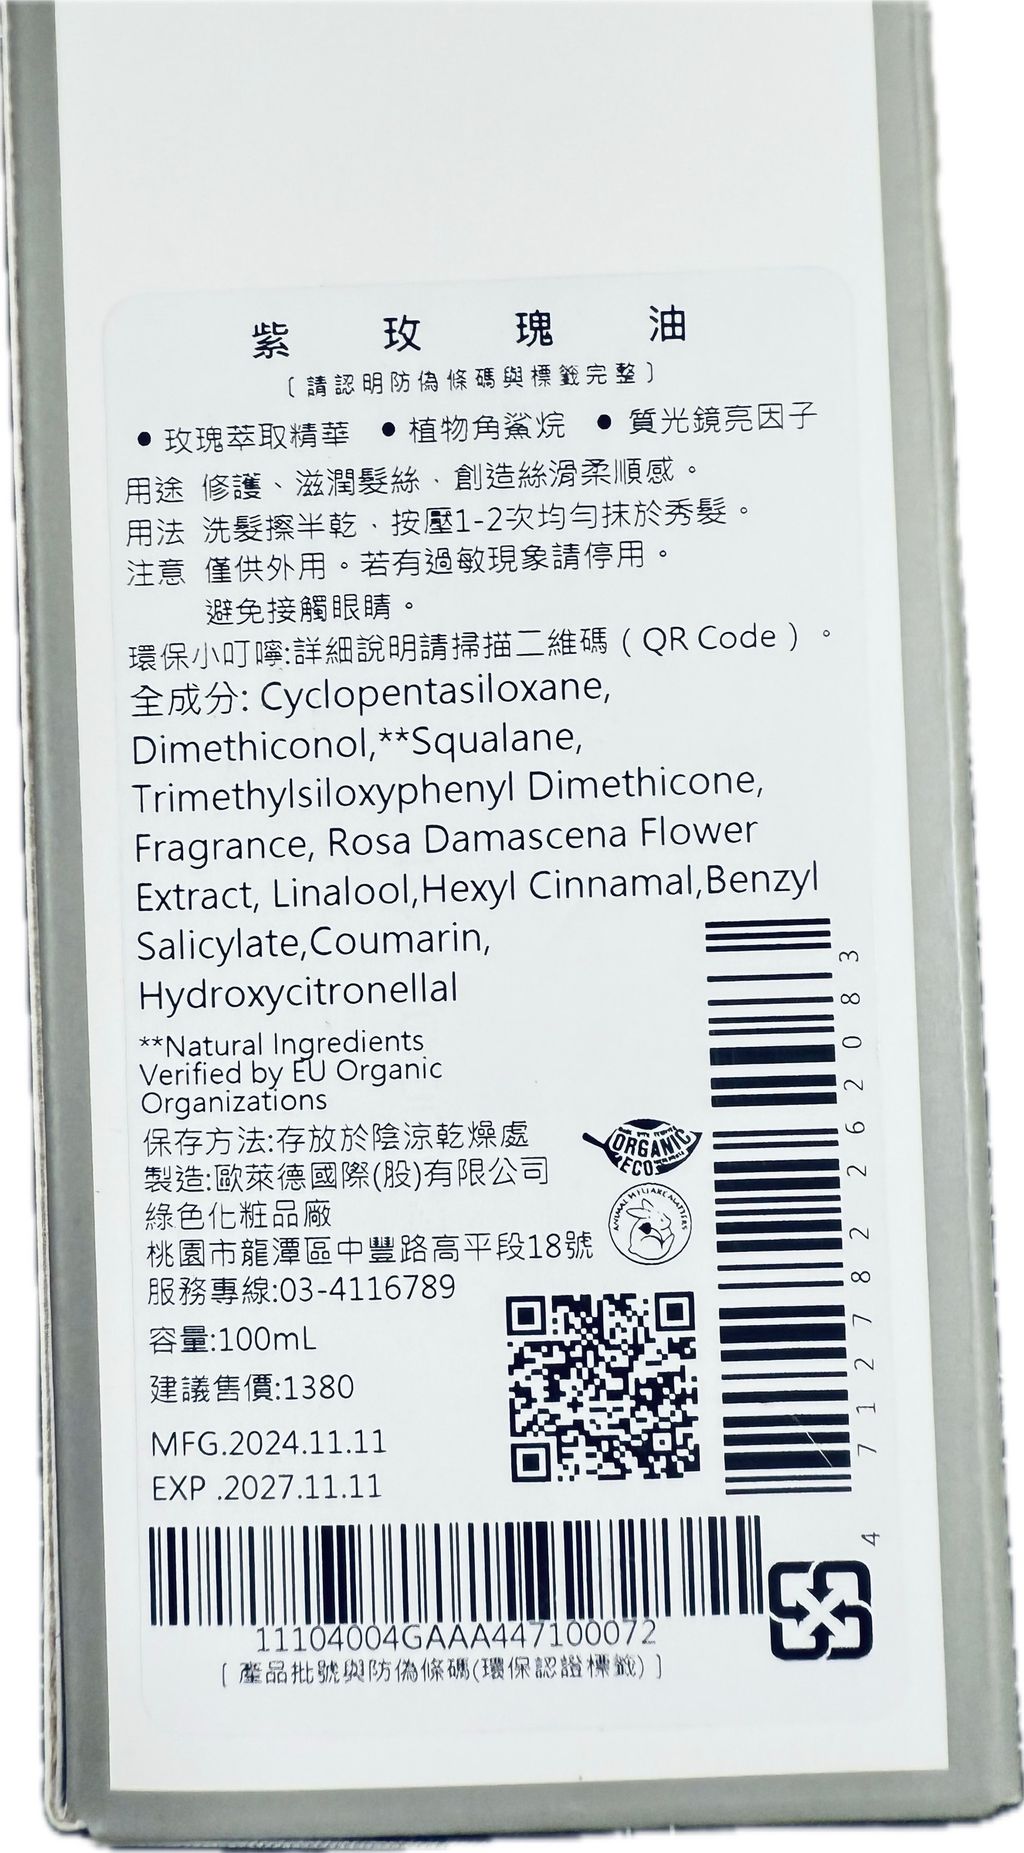 紫玫瑰油
〔請認明防偽條碼與標籤完整〕
● 玫瑰萃取精華 ● 植物角鯊烷 ● 質光鏡亮因子
用途 修護、滋潤髮絲、創造絲滑柔順感。
用法 洗髮擦半乾、按壓1-2次均勻抹於秀髮。
注意 僅供外用。若有過敏現象請停用。
避免接觸眼睛。
環保小叮嚀:詳細說明請掃描二維碼（QR Code）。
全成分: Cyclopentasiloxane,
Dimethiconol,**Squalane,
Trimethylsiloxyphenyl Dimethicone,
Fragrance, Rosa Damascena Flower
Extract, Linalool,Hexyl Cinnamal,Benzyl
Salicylate,Coumarin,
Hydroxycitronellal
**Natural Ingredients
Verified by EU Organic
Organizations
保存方法:存放於陰涼乾燥處
製造:歐萊德國際(股)有限公司
綠色化粧品廠
桃園市龍潭區中豐路高平段18號
服務專線:03-4116789
容量:100mL
建議售價:1380
MFG.2024.11.11
EXP .2027.11.11
ORGANIC
ECO
4 712782 262083
11104004GAAA447100072
〔產品批號與防偽條碼(環保認證標籤)〕